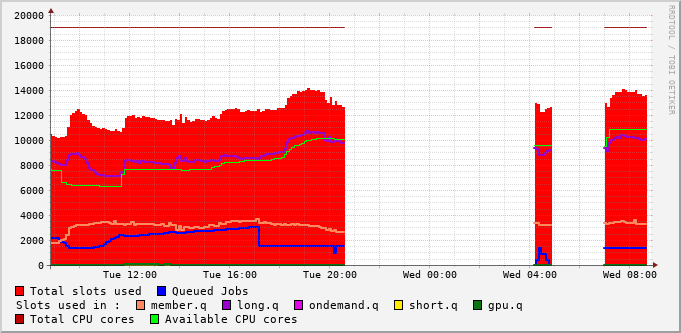 20000
18000
16000
14000
12000
10000
8000
6000
4000
2000
0
Tue 12:00 Tue 16:00 Tue 20:00 Wed 00:00 Wed 04:00 Wed 08:00
RRDTOOL / TOBI OETIKER
Total slots used Queued Jobs
Slots used in : member.q long.q ondemand.q short.q gpu.q
Total CPU cores Available CPU cores